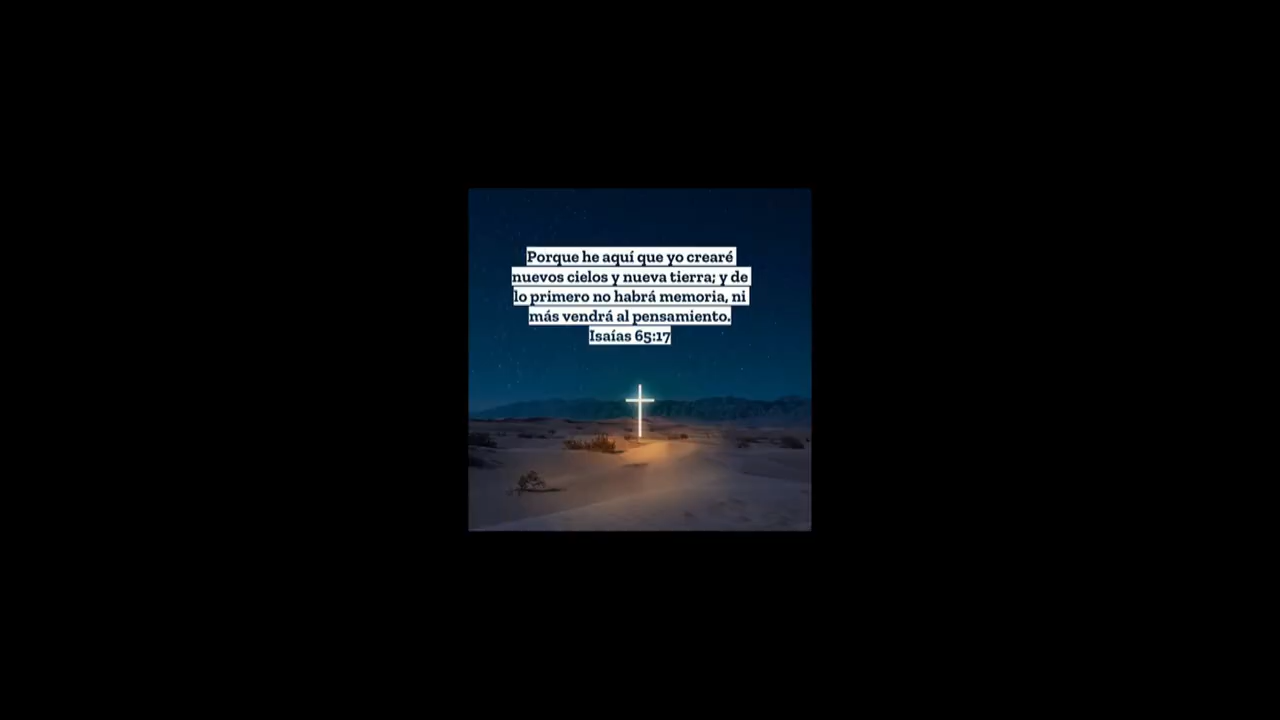 Porque he aquí que yo crearé
nuevos cielos y nueva tierra; y de
lo primero no habrá memoria, ni
más vendrá al pensamiento.
Isaías 65:17